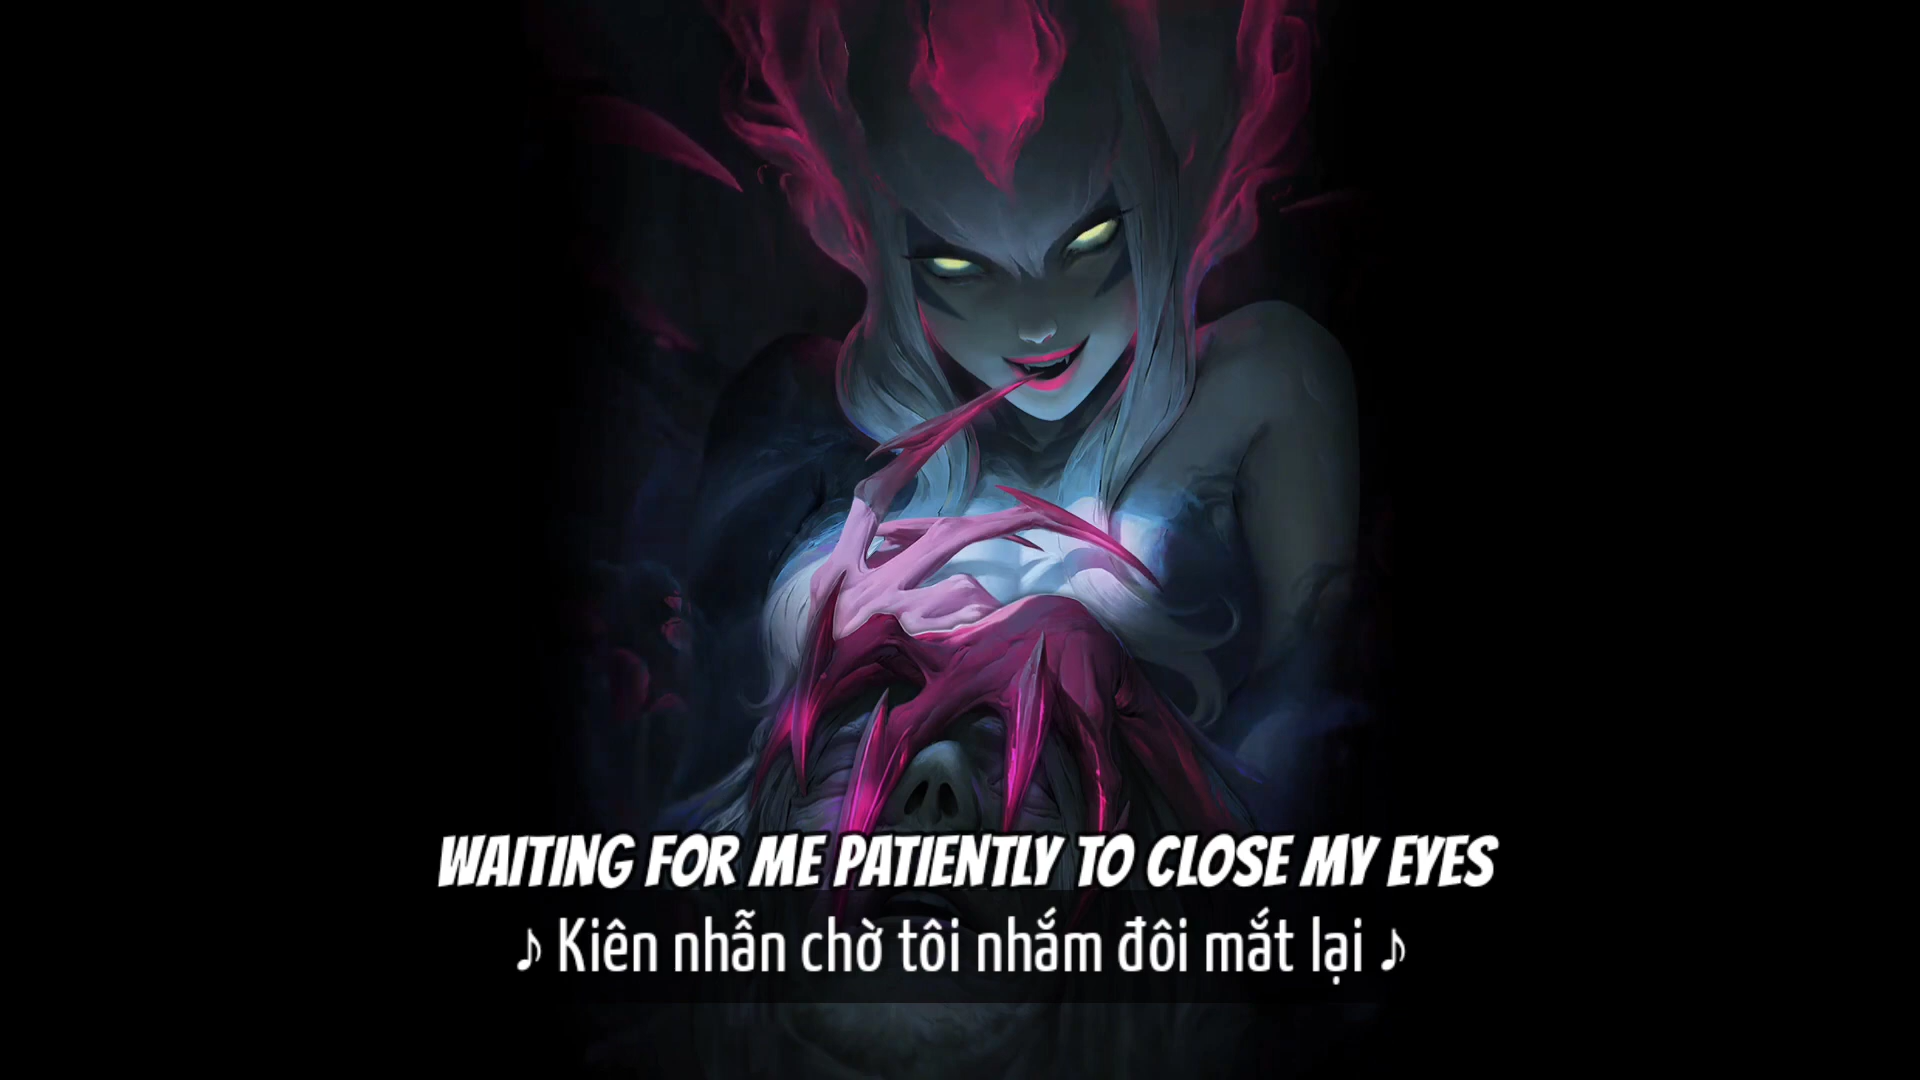 WAITING FOR ME PATIENTLY TO CLOSE MY EYES
♪ Kiên nhẫn chờ tôi nhắm đôi mắt lại ♪